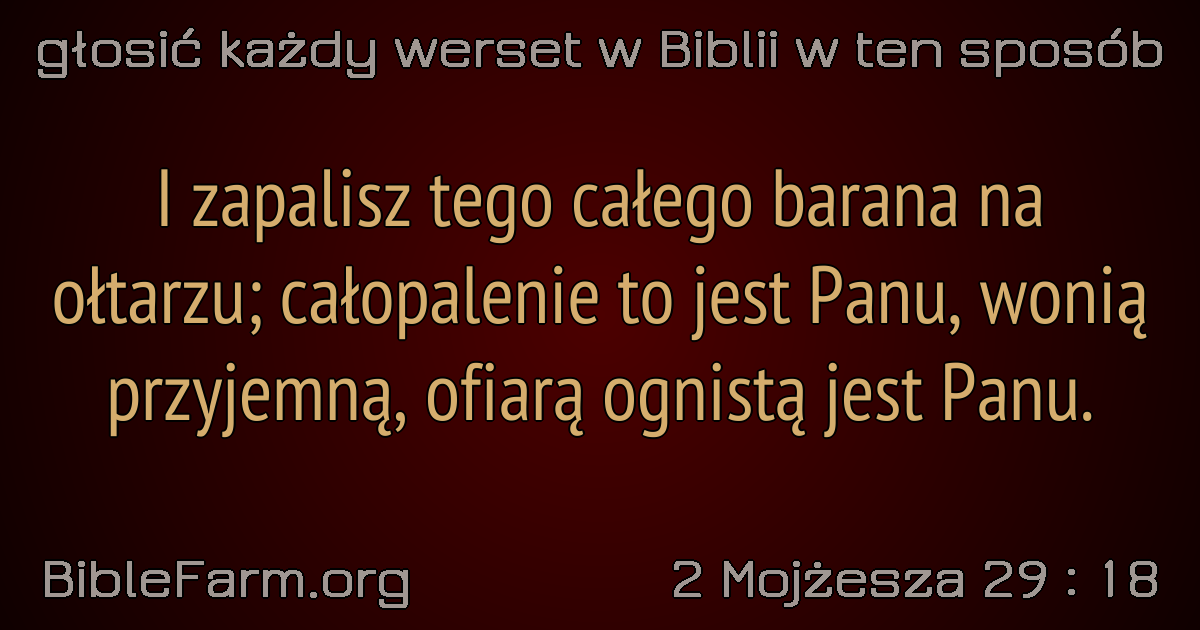 głosić każdy werset w Biblii w ten sposób
I zapalisz tego całego barana na
ołtarzu; całopalenie to jest Panu, wonią
przyjemną, ofiarą ognistą jest Panu.
BibleFarm.org
2 Mojżesza 29 : 18